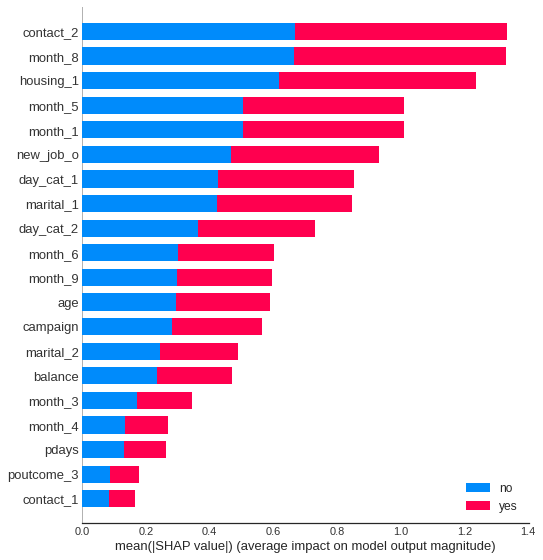 contact_2
month_8
housing_1
month_5
month_1
new_job_o
day_cat_1
marital_1
day_cat_2
month_6
month_9
age
campaign
marital_2
balance
month_3
month_4
pdays
poutcome_3
contact_1
no
yes
0.0 0.2 0.4 0.6 0.8 1.0 1.2 1.4
mean(|SHAP value|) (average impact on model output magnitude)